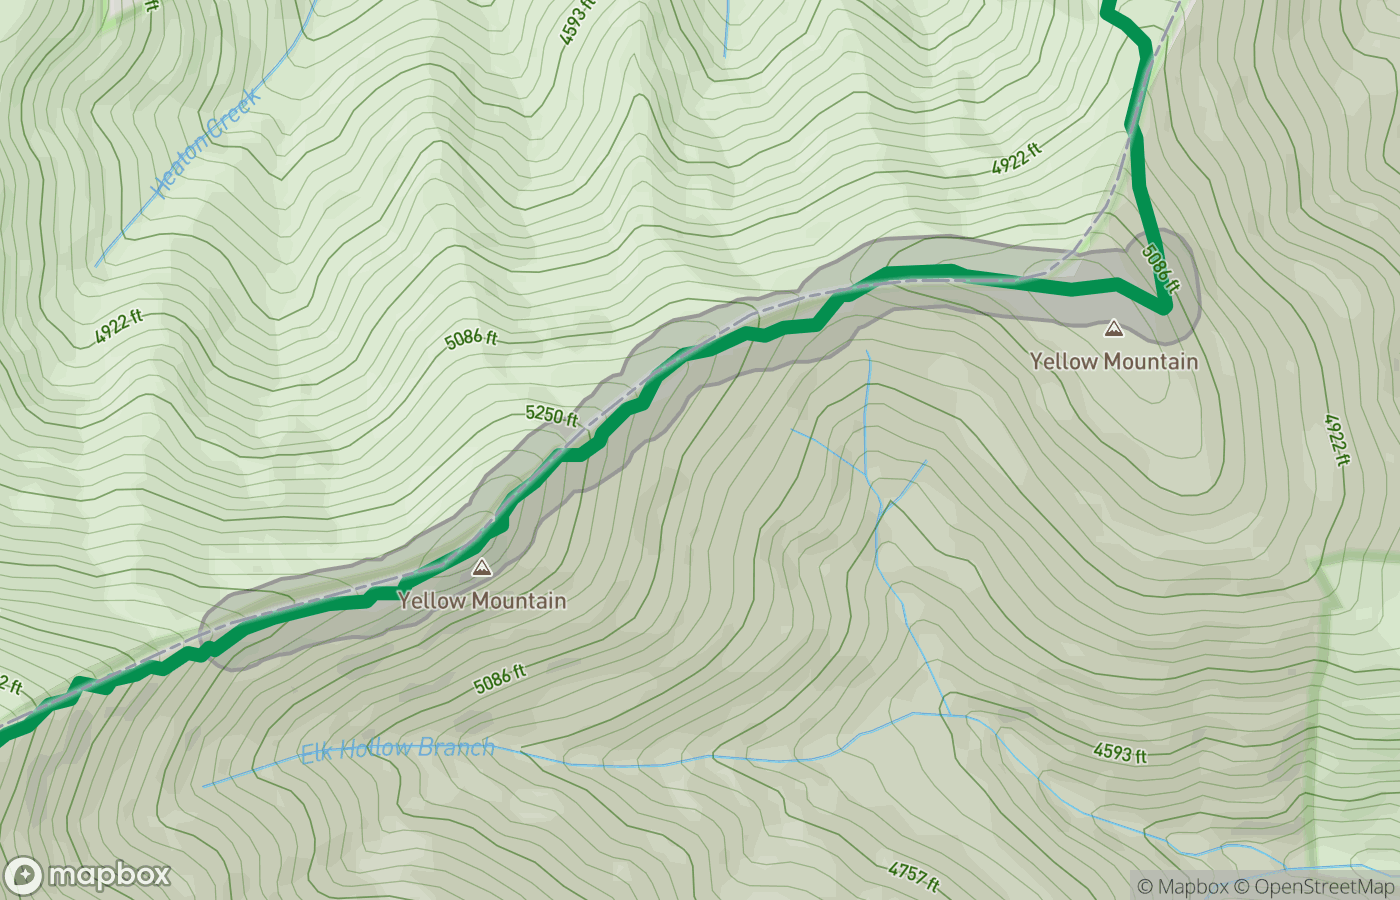 4593 ft
Heaton Creek
4922 ft
5086 ft
4922 ft
5086 ft
Yellow Mountain
5250 ft
4922 ft
Yellow Mountain
5086 ft
Elk Hollow Branch
4593 ft
4757 ft
mapbox
© Mapbox © OpenStreetMap